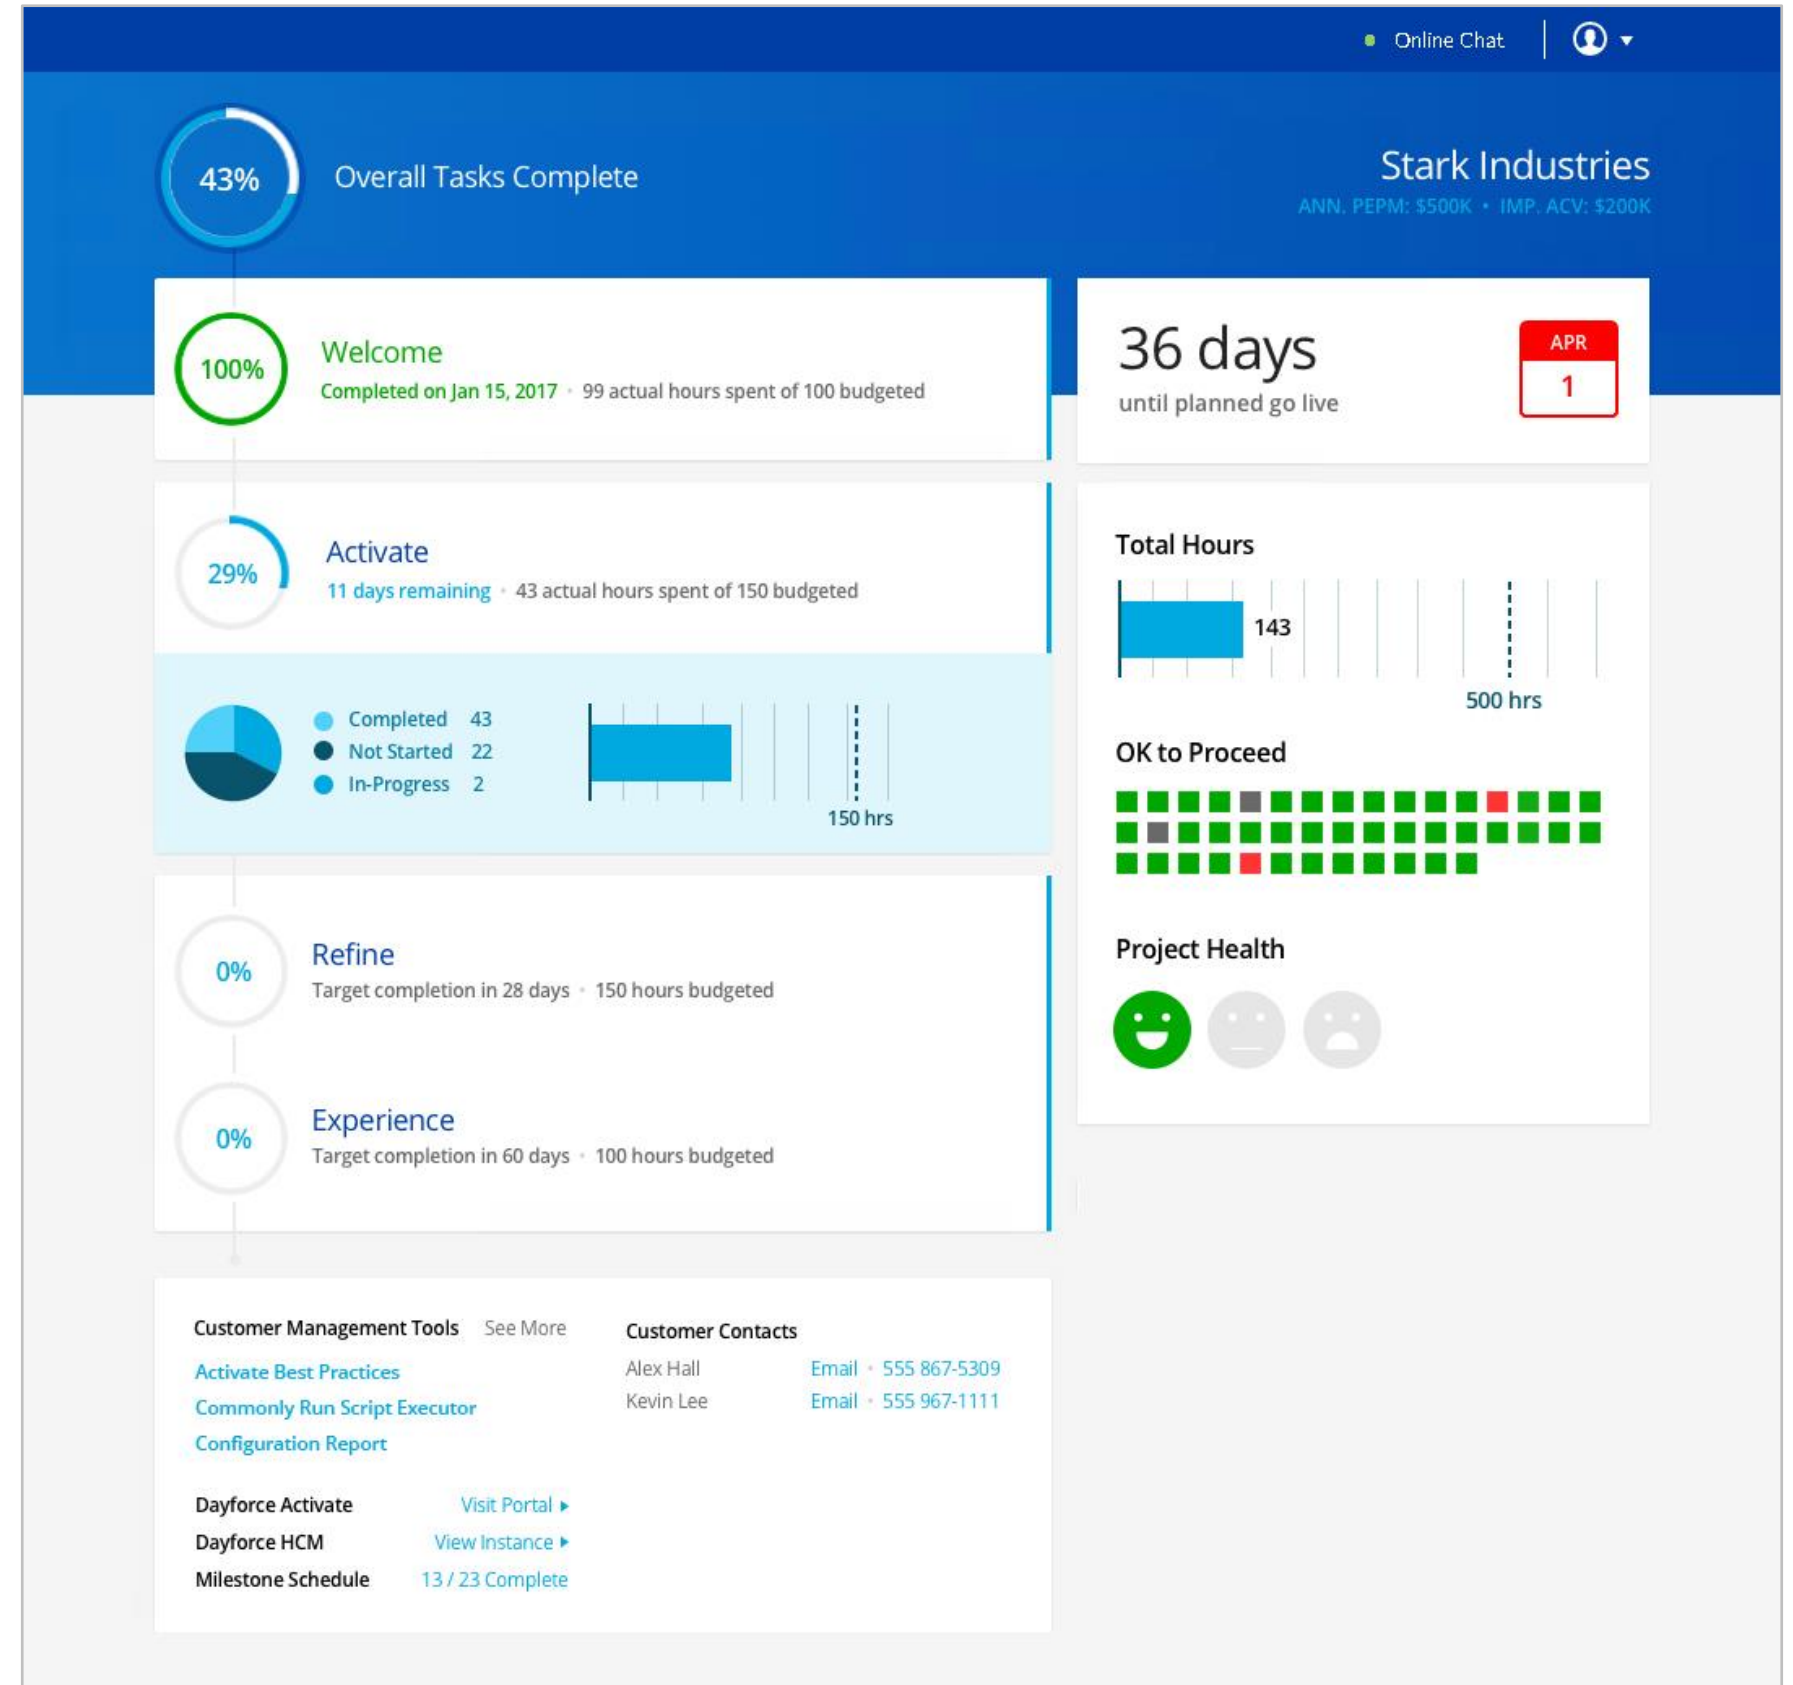 Online Chat
43%
Overall Tasks Complete
Stark Industries
ANN. PEPM: $500K • IMP. ACV: $200K
100%
Welcome
Completed on Jan 15, 2017 • 99 actual hours spent of 100 budgeted
36 days
until planned go live
APR
1
29%
Activate
11 days remaining • 43 actual hours spent of 150 budgeted
Completed 43
Not Started 22
In-Progress 2
150 hrs
Total Hours
143
500 hrs
OK to Proceed
Project Health
0%
Refine
Target completion in 28 days • 150 hours budgeted
0%
Experience
Target completion in 60 days • 100 hours budgeted
Customer Management Tools See More
Activate Best Practices
Commonly Run Script Executor
Configuration Report
Dayforce Activate Visit Portal
Dayforce HCM View Instance
Milestone Schedule 13 / 23 Complete
Customer Contacts
Alex Hall Email • 555 867-5309
Kevin Lee Email • 555 967-1111